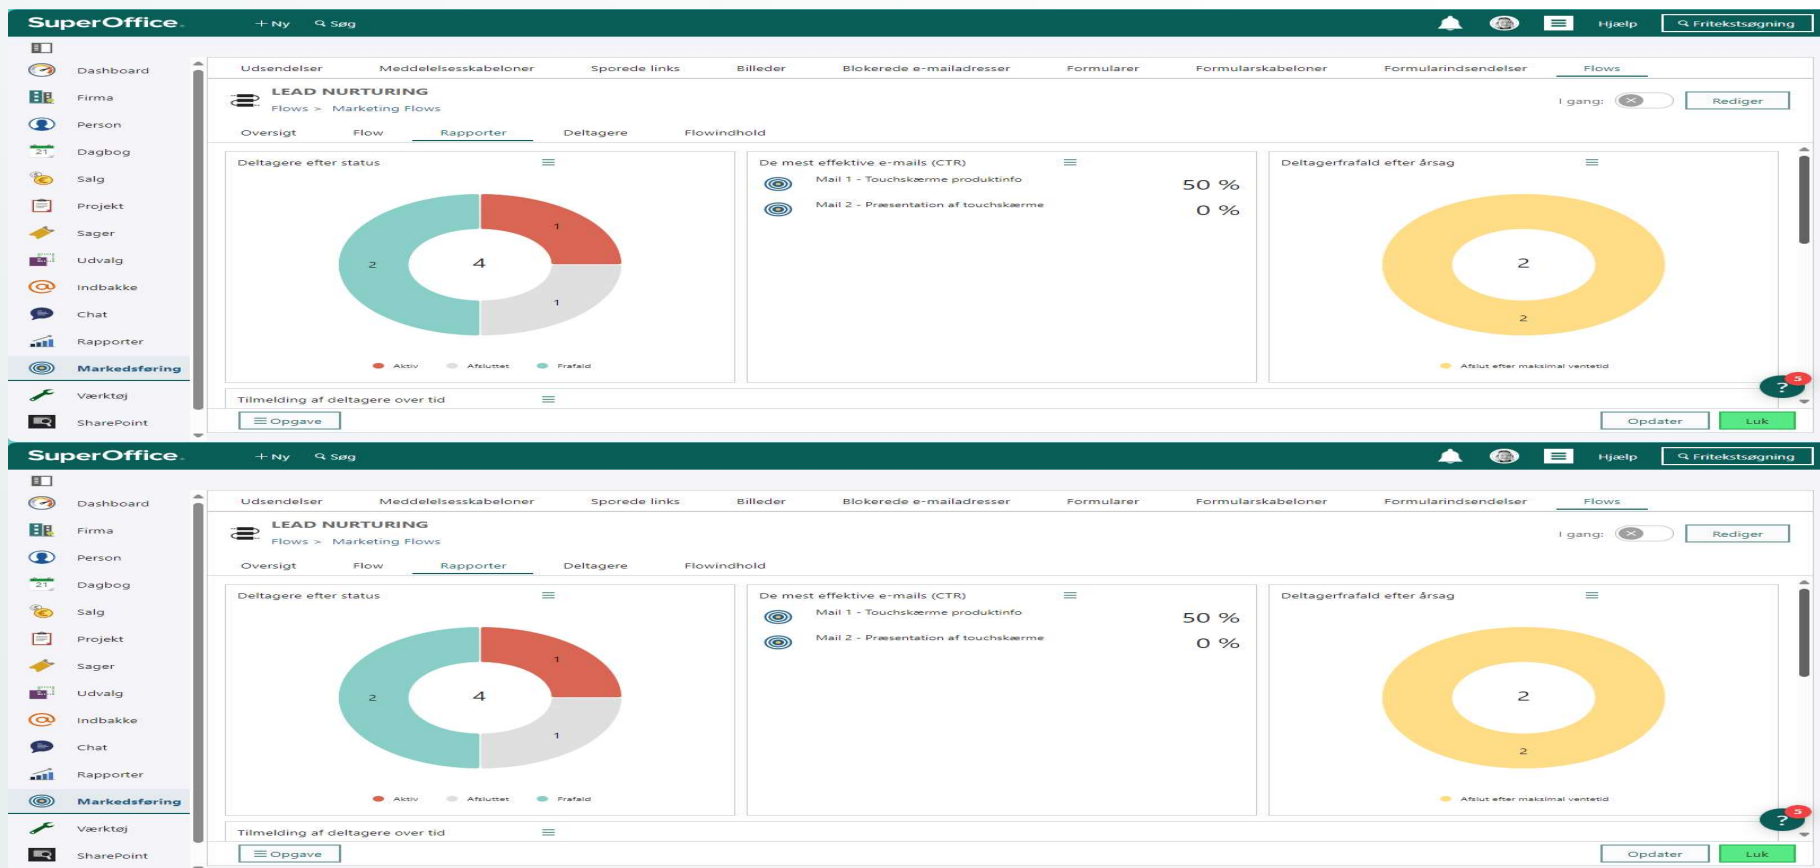 SuperOffice.
+ Ny
Søg
Hjælp
Fritekstsøgning
Dashboard
Firma
Person
21
Dagbog
Salg
Projekt
Sager
Udvalg
Indbakke
Chat
Rapporter
Markedsføring
Værktøj
SharePoint
Udsendelser
Meddelelsesskabeloner
Sporede links
Billeder
Blokerede e-mailadresser
Formularer
Formularskabeloner
Formularindsendelser
Flows
LEAD NURTURING
Flows > Marketing Flows
I gang:
Rediger
Oversigt
Flow
Rapporter
Deltagere
Flowindhold
Deltagere efter status
1
2
4
1
Aktiv
Afsluttet
Frafald
De mest effektive e-mails (CTR)
Mail 1 - Touchskærme produktinfo
50 %
Mail 2 - Præsentation af touchskærme
0 %
Deltagerfrafald efter årsag
2
2
Afslut efter maksimal ventetid
5
?
Tilmelding af deltagere over tid
Opgave
Opdater
Luk
SuperOffice.
+ Ny
Søg
Hjælp
Fritekstsøgning
Dashboard
Firma
Person
21
Dagbog
Salg
Projekt
Sager
Udvalg
Indbakke
Chat
Rapporter
Markedsføring
Værktøj
SharePoint
Udsendelser
Meddelelsesskabeloner
Sporede links
Billeder
Blokerede e-mailadresser
Formularer
Formularskabeloner
Formularindsendelser
Flows
LEAD NURTURING
Flows > Marketing Flows
I gang:
Rediger
Oversigt
Flow
Rapporter
Deltagere
Flowindhold
Deltagere efter status
1
2
4
1
Aktiv
Afsluttet
Frafald
De mest effektive e-mails (CTR)
Mail 1 - Touchskærme produktinfo
50 %
Mail 2 - Præsentation af touchskærme
0 %
Deltagerfrafald efter årsag
2
2
Afslut efter maksimal ventetid
5
?
Tilmelding af deltagere over tid
Opgave
Opdater
Luk